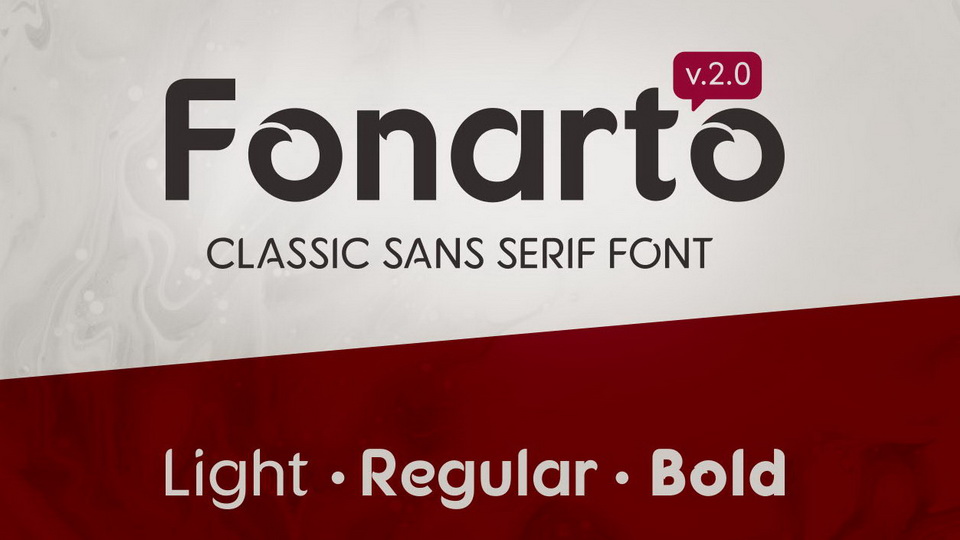 v.2.0
Fonarto
CLASSIC SANS SERIF FONT
Light • Regular • Bold